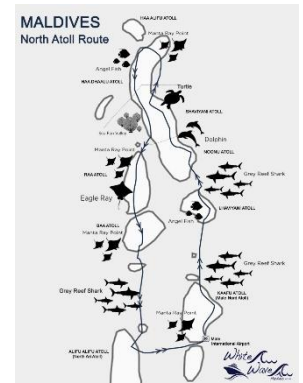 MALDIVES
North Atoll Route
HAA ALIFU ATOLL
Manta Ray Point
Angel Fish
HAA DHAALU ATOLL
Turtle
SHAVIYANI ATOLL
Dolphin
Manta Ray Point
NOONU ATOLL
Grey Reef Shark
RAA ATOLL
Eagle Ray
LHAVIYANI ATOLL
Angel Fish
BAA ATOLL
Manta Ray Point
Grey Reef Shark
KAAFU ATOLL
(Male North Atoll)
Grey Reef Shark
Manta Ray Point
Male
International Airport
ALIFU ALIFU ATOLL
(North Ari Atoll)
White
Wave